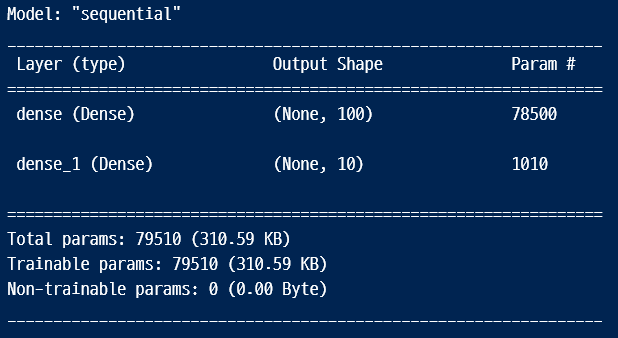 Model: "sequential"
_________________________________________________________________
Layer (type) Output Shape Param #
=================================================================
dense (Dense) (None, 100) 78500
dense_1 (Dense) (None, 10) 1010
=================================================================
Total params: 79510 (310.59 KB)
Trainable params: 79510 (310.59 KB)
Non-trainable params: 0 (0.00 Byte)
_________________________________________________________________